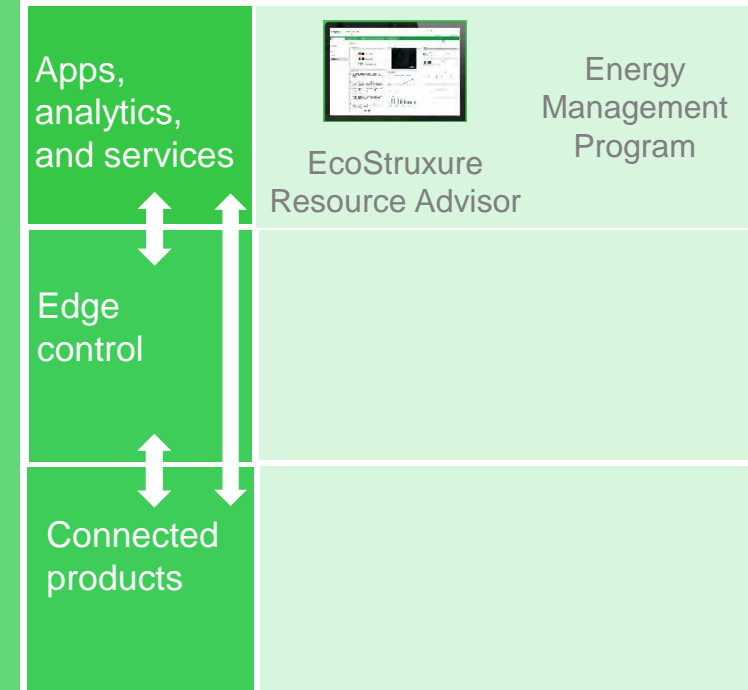 Apps,
analytics,
and services
EcoStruxure
Resource Advisor
Energy
Management
Program
Edge
control
Connected
products